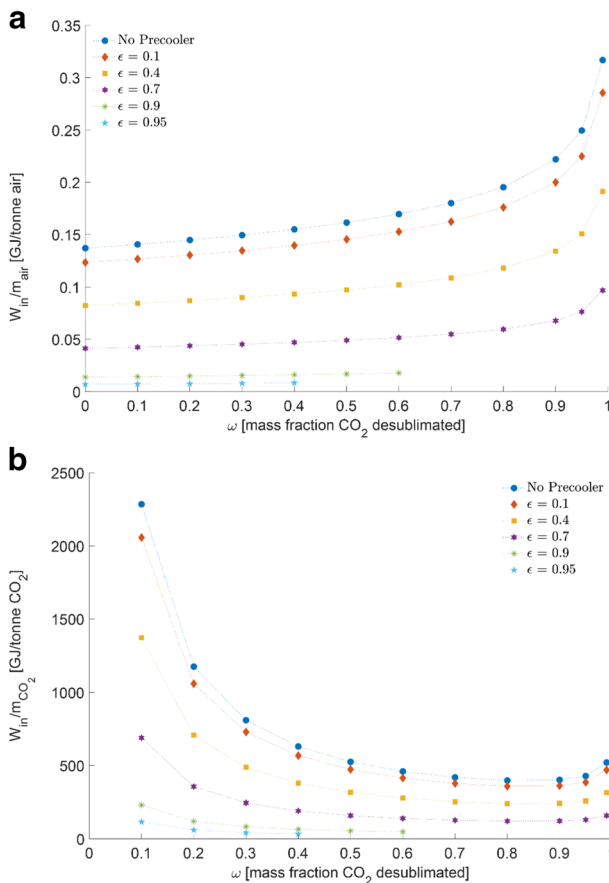 a
0.35
0.3
0.25
0.2
0.15
0.1
0.05
0
W_in/m_air [GJ/tonne air]
No Precooler
ϵ = 0.1
ϵ = 0.4
ϵ = 0.7
ϵ = 0.9
ϵ = 0.95
0 0.1 0.2 0.3 0.4 0.5 0.6 0.7 0.8 0.9 1
ω [mass fraction CO₂ desublimated]
b
2500
2000
1500
1000
500
0
W_in/m_CO₂ [GJ/tonne CO₂]
No Precooler
ϵ = 0.1
ϵ = 0.4
ϵ = 0.7
ϵ = 0.9
ϵ = 0.95
0 0.1 0.2 0.3 0.4 0.5 0.6 0.7 0.8 0.9 1
ω [mass fraction CO₂ desublimated]